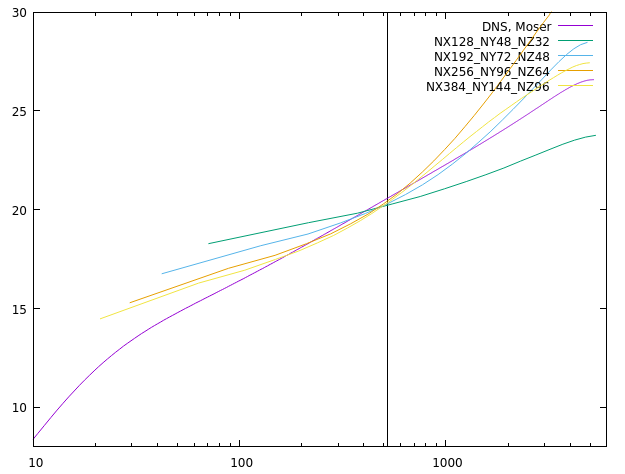 30
25
20
15
10
10
100
1000
DNS, Moser
NX128_NY48_NZ32
NX192_NY72_NZ48
NX256_NY96_NZ64
NX384_NY144_NZ96